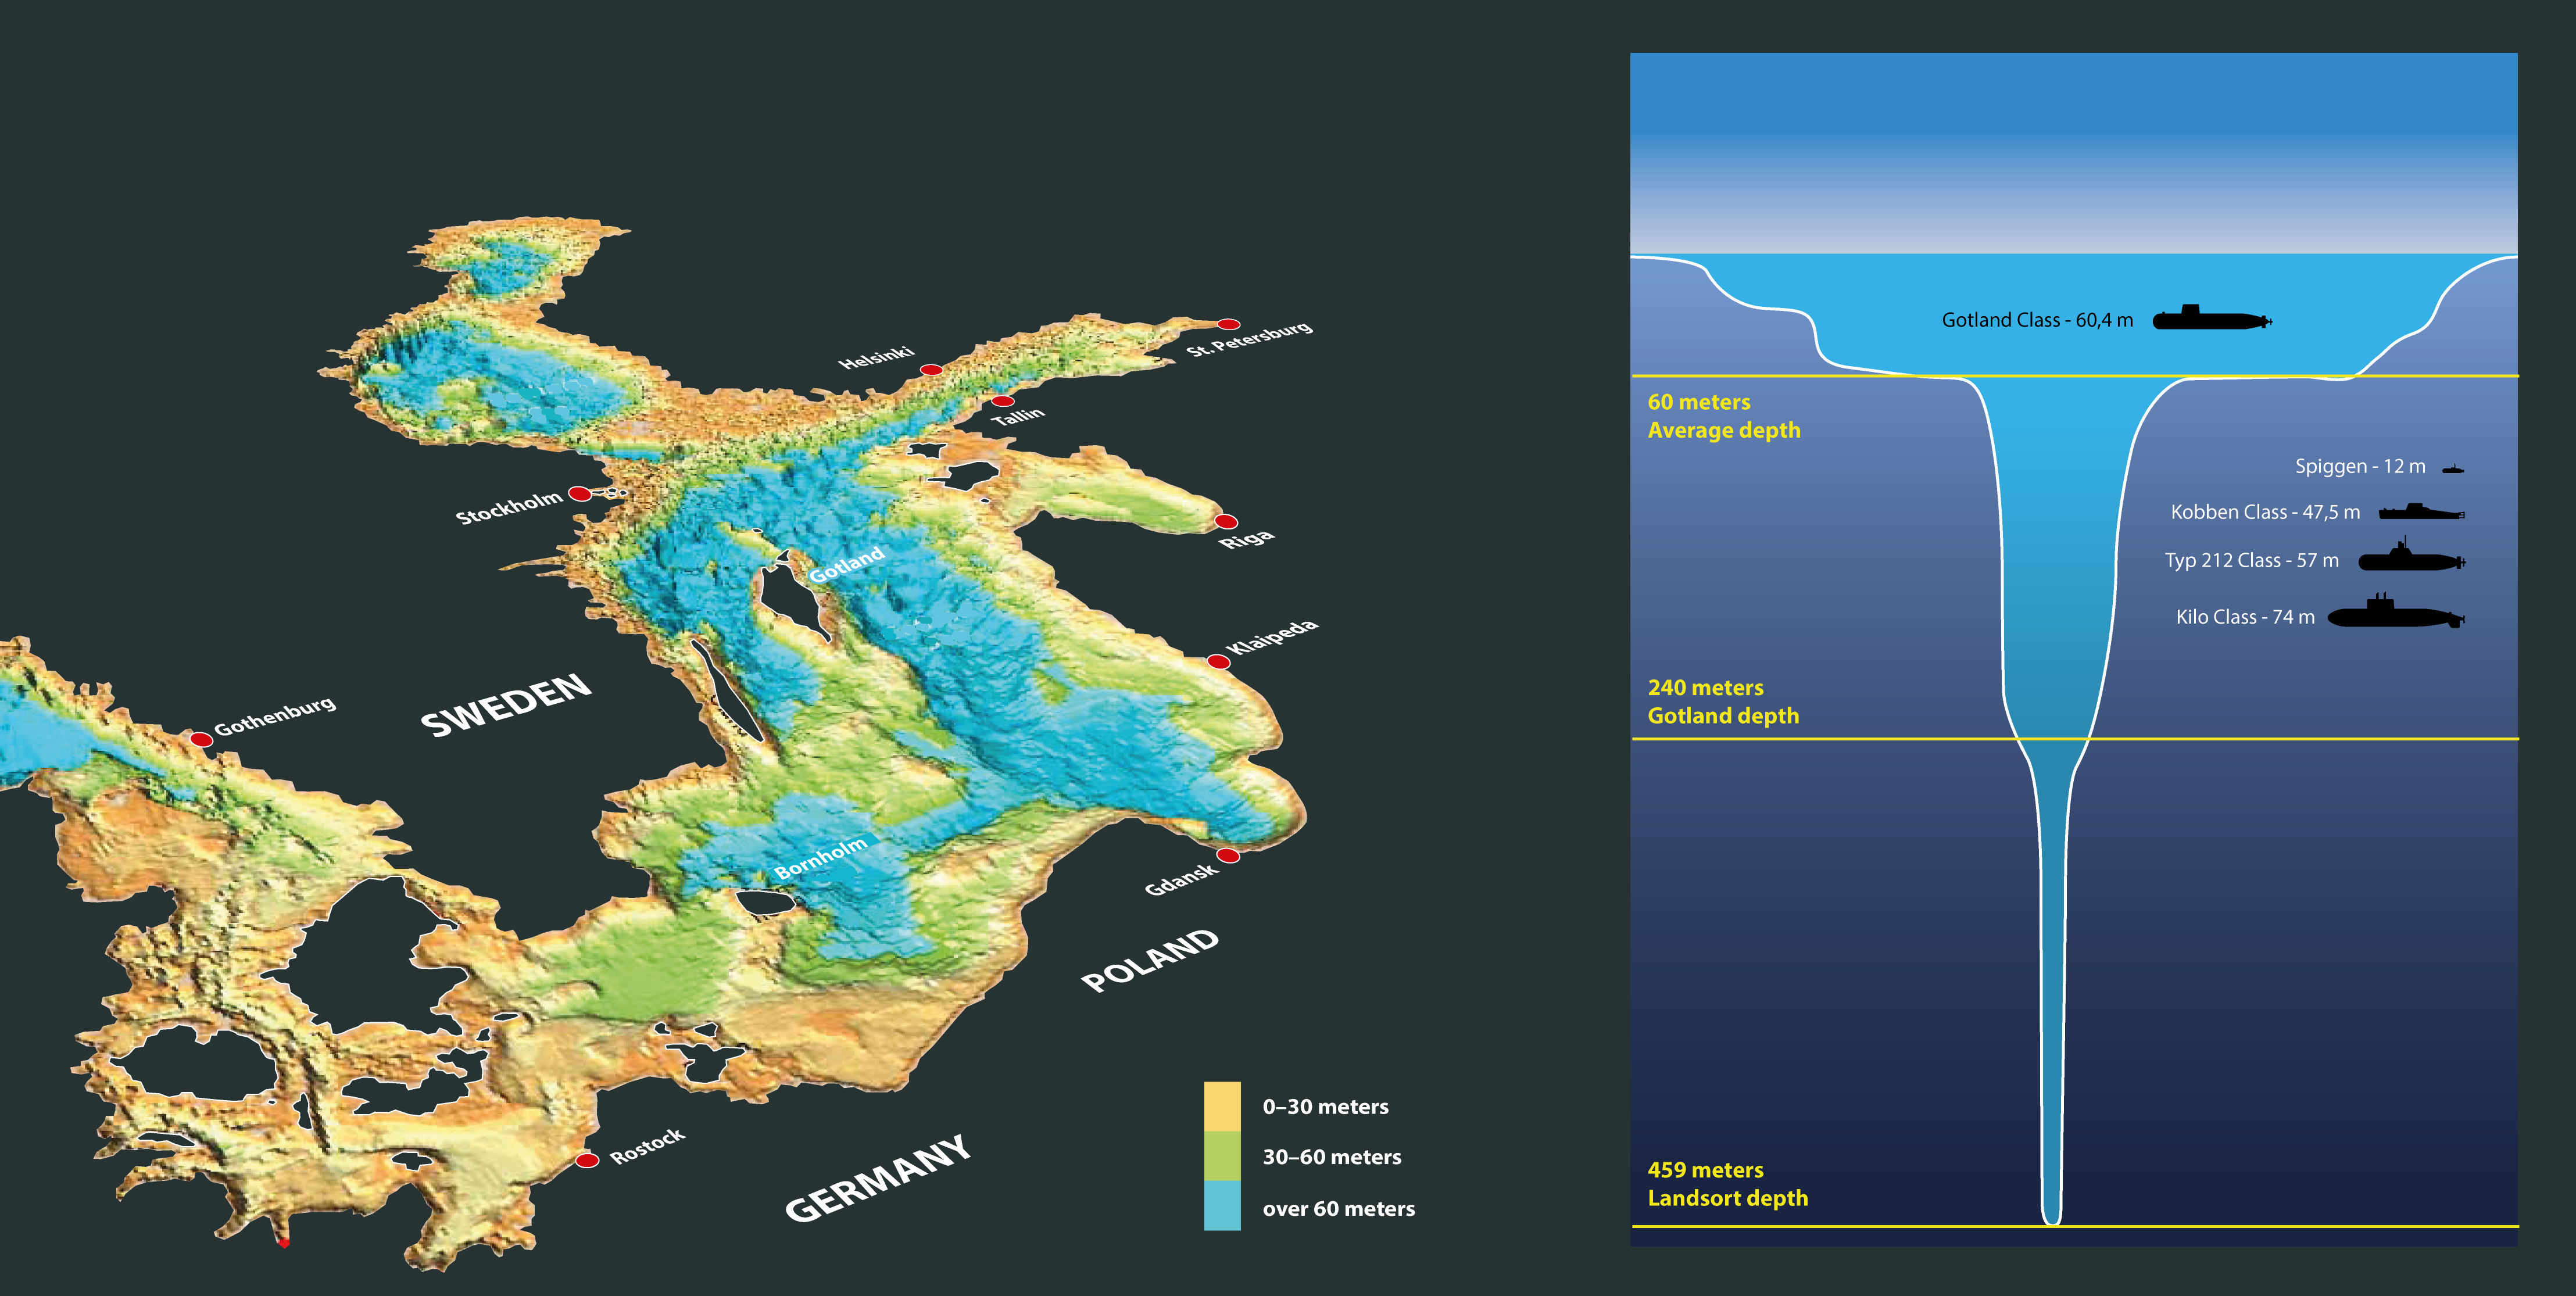 Helsinki
St. Petersburg
Tallin
Stockholm
Riga
Gotland
Klaipeda
SWEDEN
Gothenburg
Bornholm
Gdansk
POLAND
Rostock
GERMANY
0–30 meters
30–60 meters
over 60 meters
Gotland Class - 60,4 m
60 meters
Average depth
Spiggen - 12 m
Kobben Class - 47,5 m
Typ 212 Class - 57 m
Kilo Class - 74 m
240 meters
Gotland depth
459 meters
Landsort depth